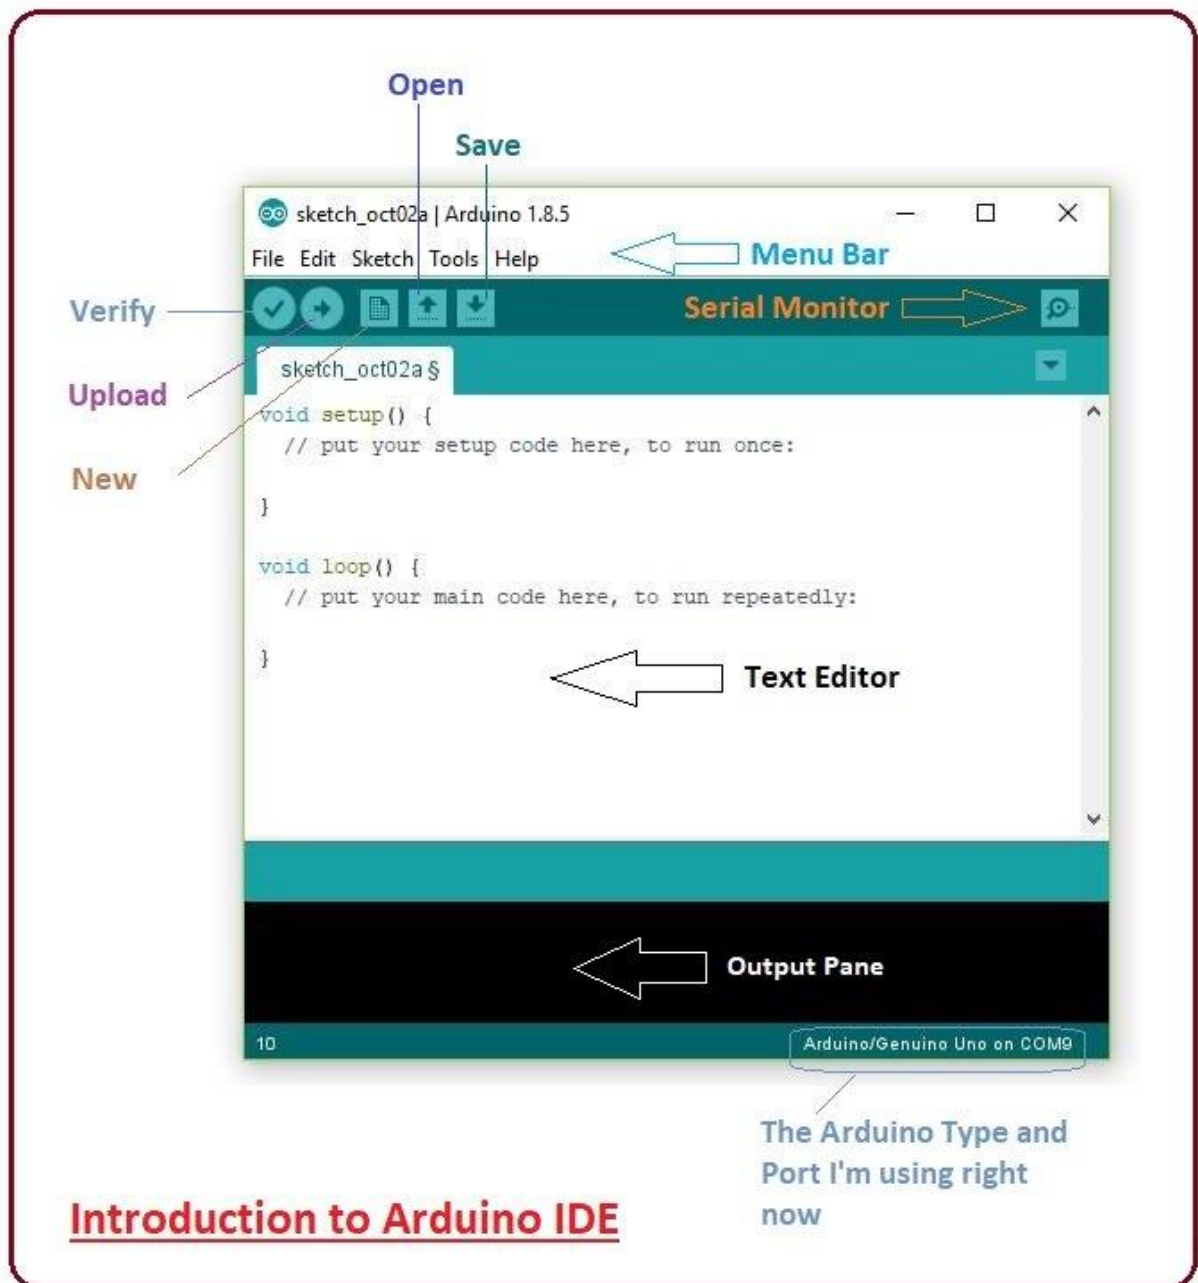 Open
Save
sketch_oct02a | Arduino 1.8.5
File Edit Sketch Tools Help
Menu Bar
Verify
Serial Monitor
Upload
sketch_oct02a §
New
void setup() {
// put your setup code here, to run once:
}
void loop() {
// put your main code here, to run repeatedly:
}
Text Editor
Output Pane
10
Arduino/Genuino Uno on COM9
The Arduino Type and
Port I'm using right
now
Introduction to Arduino IDE